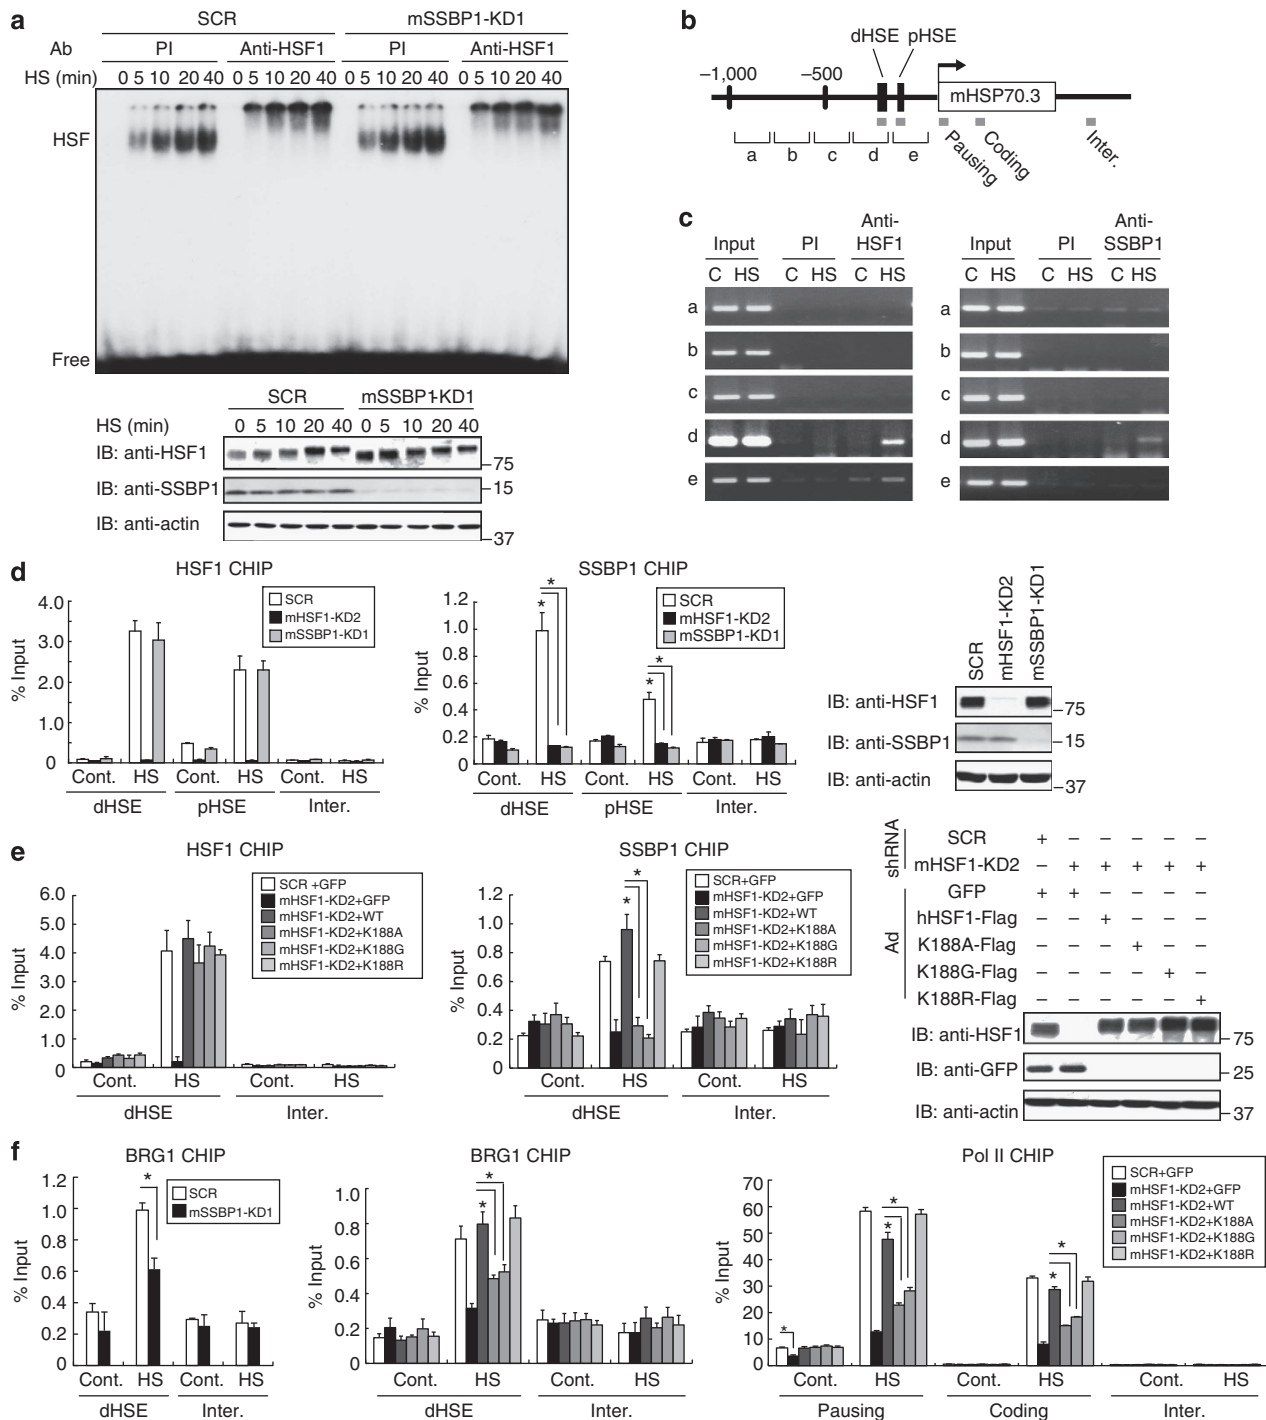 a
SCR
mSSBP1-KD1
Ab
PI
Anti-HSF1
PI
Anti-HSF1
HS (min)
0 5 10 20 40 0 5 10 20 40 0 5 10 20 40 0 5 10 20 40
HSF
Free
SCR
mSSBP1-KD1
HS (min)
0 5 10 20 40 0 5 10 20 40
IB: anti-HSF1
75
IB: anti-SSBP1
15
IB: anti-actin
37
b
dHSE pHSE
–1,000
–500
mHSP70.3
a b c d e
Pausing
Coding
Inter.
c
Input
PI
Anti-
HSF1
C HS C HS C HS
a
b
c
d
e
Input
PI
Anti-
SSBP1
C HS C HS C HS
a
b
c
d
e
d
HSF1 CHIP
SCR
mHSF1-KD2
mSSBP1-KD1
% Input
4.0
3.0
2.0
1.0
0
Cont. HS Cont. HS Cont. HS
dHSE pHSE Inter.
SSBP1 CHIP
SCR
mHSF1-KD2
mSSBP1-KD1
% Input
1.2
1.0
0.8
0.6
0.4
0.2
0
* * * *
Cont. HS Cont. HS Cont. HS
dHSE pHSE Inter.
SCR
mHSF1-KD2
mSSBP1-KD1
IB: anti-HSF1
75
IB: anti-SSBP1
15
IB: anti-actin
37
e
HSF1 CHIP
SCR +GFP
mHSF1-KD2+GFP
mHSF1-KD2+WT
mHSF1-KD2+K188A
mHSF1-KD2+K188G
mHSF1-KD2+K188R
% Input
6.0
5.0
4.0
3.0
2.0
1.0
0
Cont. HS Cont. HS
dHSE Inter.
SSBP1 CHIP
SCR+GFP
mHSF1-KD2+GFP
mHSF1-KD2+WT
mHSF1-KD2+K188A
mHSF1-KD2+K188G
mHSF1-KD2+K188R
% Input
1.2
1.0
0.8
0.6
0.4
0.2
0
* *
Cont. HS Cont. HS
dHSE Inter.
shRNA
SCR + – – – – –
mHSF1-KD2 – + + + + +
Ad
GFP + + – – – –
hHSF1-Flag – – + – – –
K188A-Flag – – – + – –
K188G-Flag – – – – + –
K188R-Flag – – – – – +
IB: anti-HSF1
75
IB: anti-GFP
25
IB: anti-actin
37
f
BRG1 CHIP
SCR
mSSBP1-KD1
% Input
1.2
1.0
0.8
0.6
0.4
0.2
0
*
Cont. HS Cont. HS
dHSE Inter.
BRG1 CHIP
% Input
1.0
0.8
0.6
0.4
0.2
0
* *
Cont. HS Cont. HS
dHSE Inter.
Pol II CHIP
SCR+GFP
mHSF1-KD2+GFP
mHSF1-KD2+WT
mHSF1-KD2+K188A
mHSF1-KD2+K188G
mHSF1-KD2+K188R
% Input
70
60
50
40
30
20
10
0
* * * * *
Cont. HS Cont. HS Cont. HS
Pausing Coding Inter.